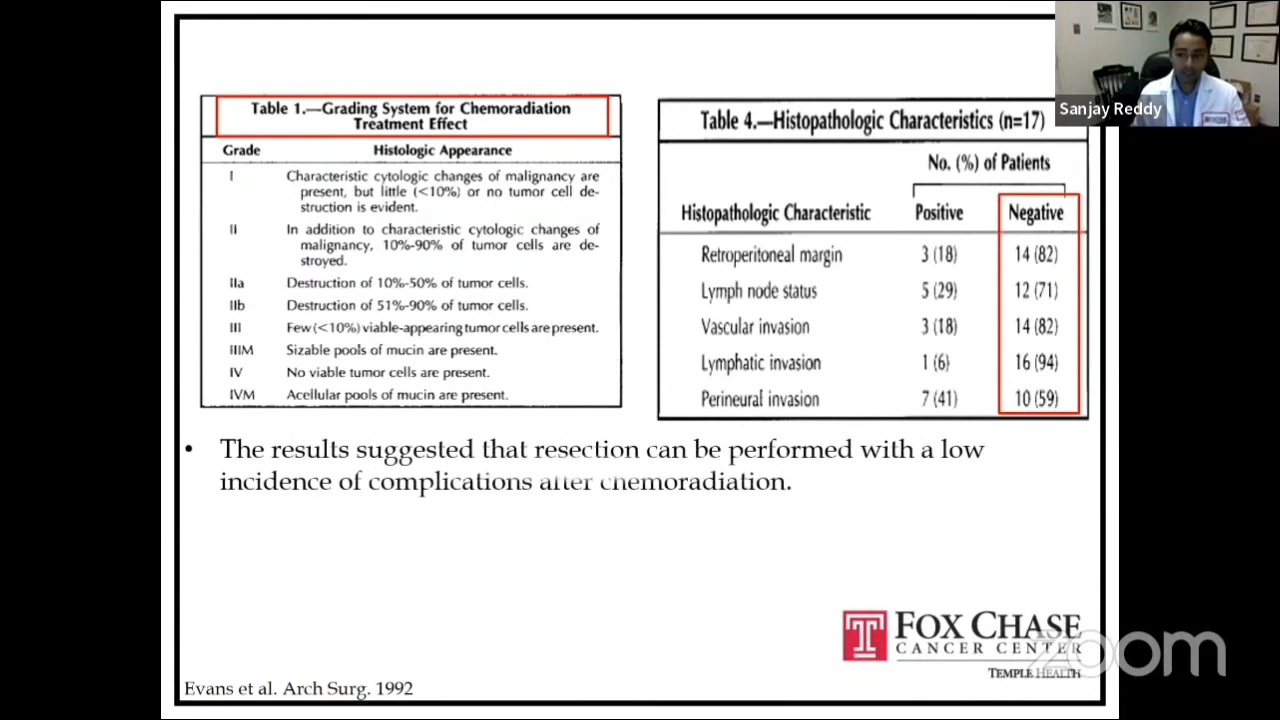 Sanjay Reddy
Table 1.—Grading System for Chemoradiation
Treatment Effect
Grade Histologic Appearance
I Characteristic cytologic changes of malignancy are
present, but little (<10%) or no tumor cell de-
struction is evident.
II In addition to characteristic cytologic changes of
malignancy, 10%-90% of tumor cells are de-
stroyed.
IIa Destruction of 10%-50% of tumor cells.
IIb Destruction of 51%-90% of tumor cells.
III Few (<10%) viable-appearing tumor cells are present.
IIIM Sizable pools of mucin are present.
IV No viable tumor cells are present.
IVM Acellular pools of mucin are present.
Table 4.—Histopathologic Characteristics (n=17)
No. (%) of Patients
Histopathologic Characteristic Positive Negative
Retroperitoneal margin 3 (18) 14 (82)
Lymph node status 5 (29) 12 (71)
Vascular invasion 3 (18) 14 (82)
Lymphatic invasion 1 (6) 16 (94)
Perineural invasion 7 (41) 10 (59)
• The results suggested that resection can be performed with a low
incidence of complications after chemoradiation.
FOX CHASE
CANCER CENTER
TEMPLE HEALTH
zoom
Evans et al. Arch Surg. 1992